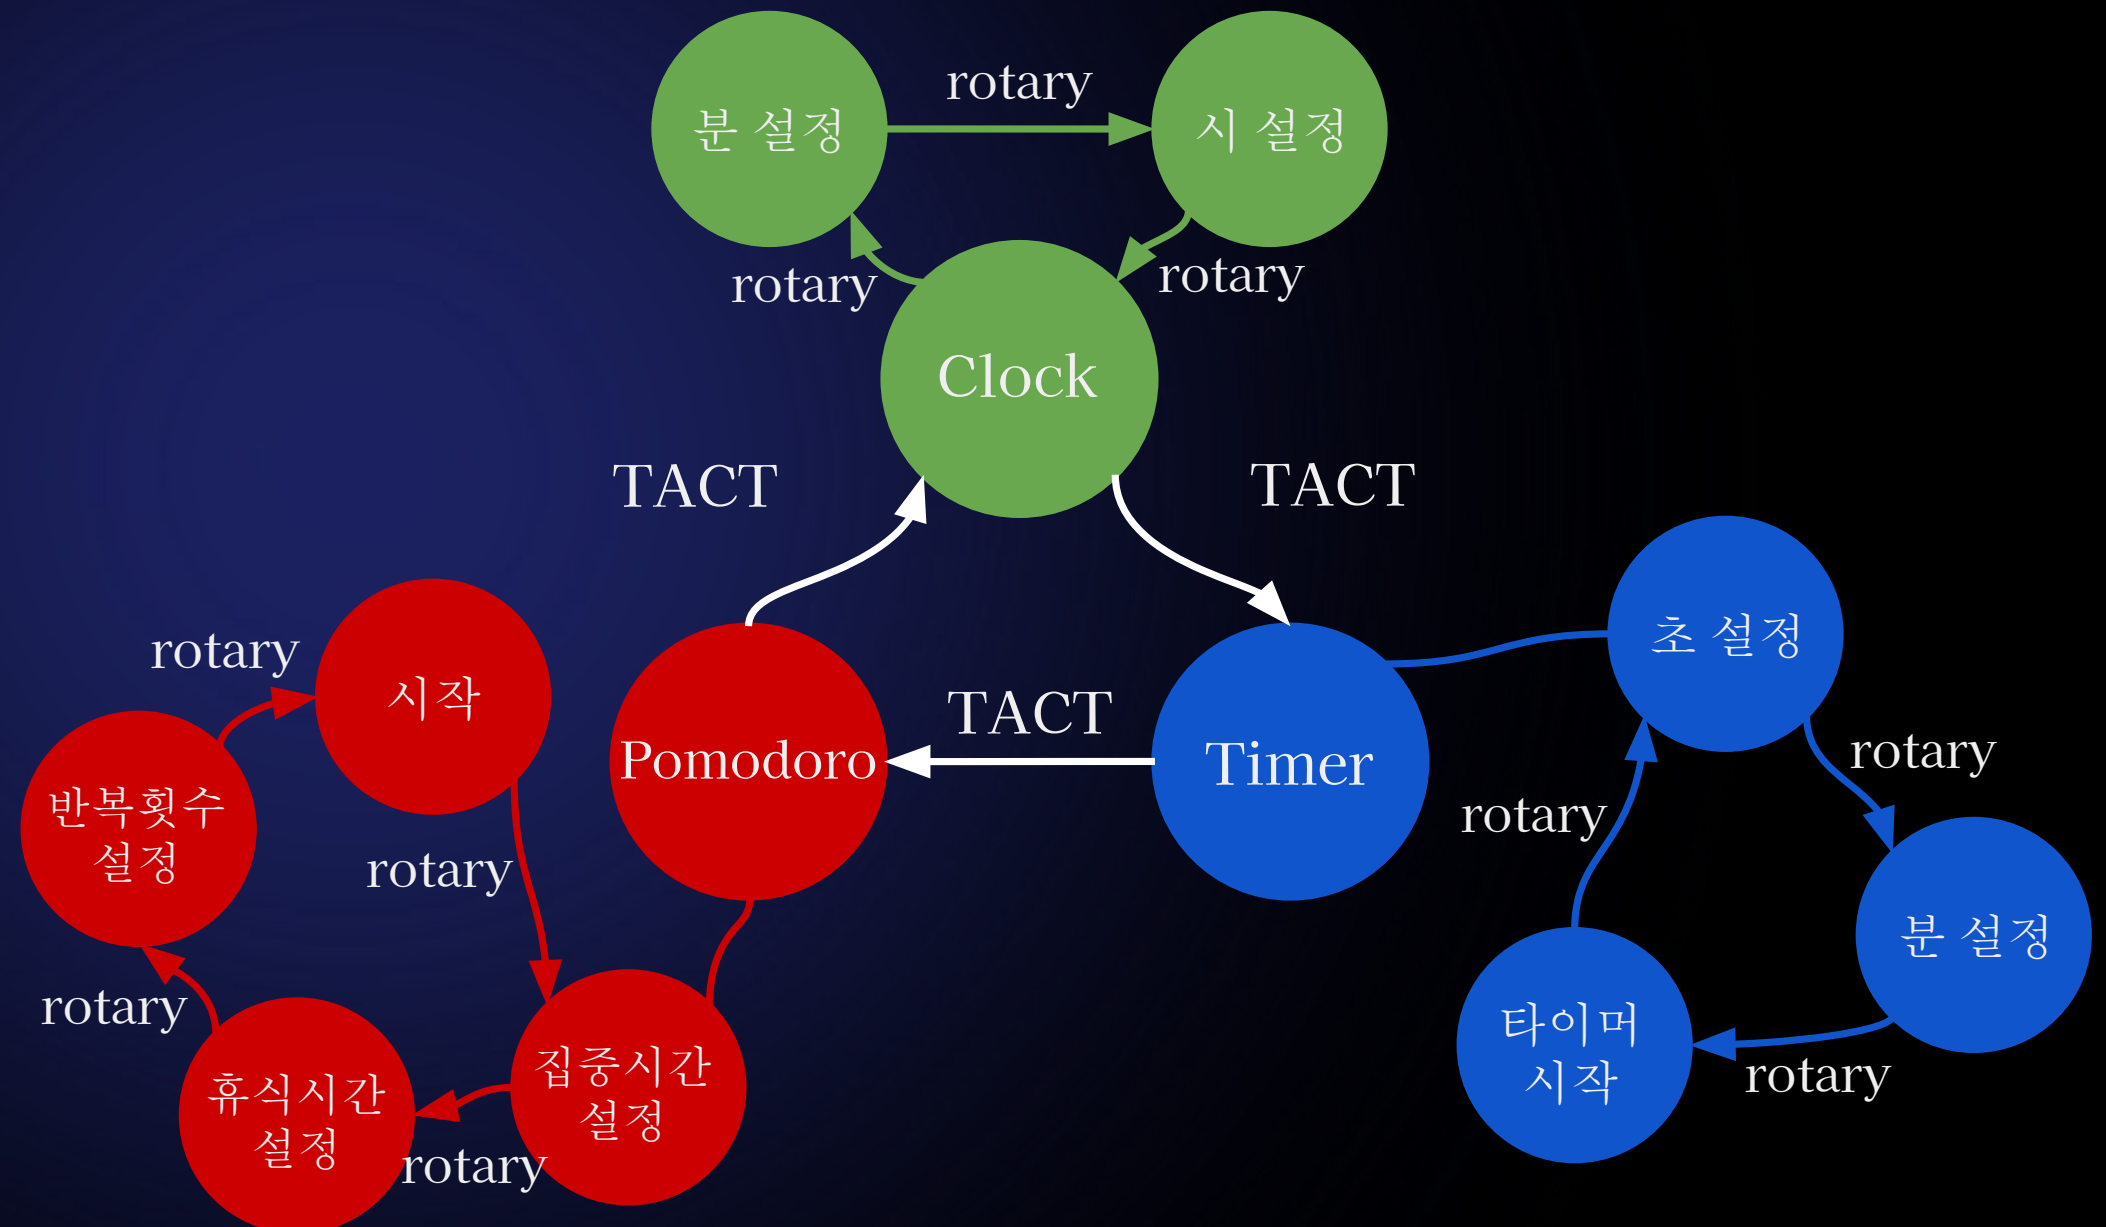 rotary
분 설정
시 설정
rotary
rotary
Clock
TACT
TACT
rotary
시작
초 설정
TACT
Pomodoro
Timer
rotary
반복횟수
설정
rotary
rotary
rotary
분 설정
rotary
집중시간
설정
타이머
시작
rotary
휴식시간
설정
rotary